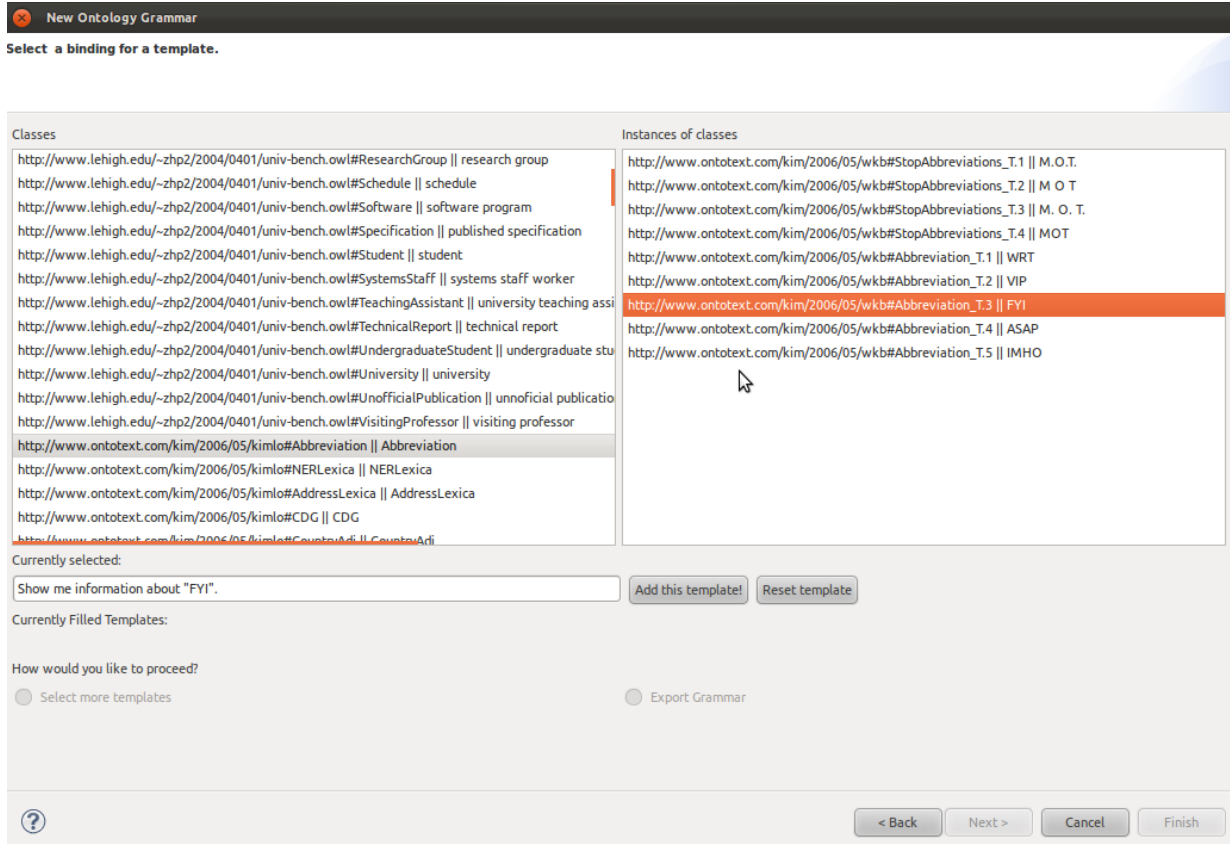 New Ontology Grammar
Select  a binding for a template.
Classes
http://www.lehigh.edu/~zhp2/2004/0401/univ-bench.owl#ResearchGroup || research group
http://www.lehigh.edu/~zhp2/2004/0401/univ-bench.owl#Schedule || schedule
http://www.lehigh.edu/~zhp2/2004/0401/univ-bench.owl#Software || software program
http://www.lehigh.edu/~zhp2/2004/0401/univ-bench.owl#Specification || published specification
http://www.lehigh.edu/~zhp2/2004/0401/univ-bench.owl#Student || student
http://www.lehigh.edu/~zhp2/2004/0401/univ-bench.owl#SystemsStaff || systems staff worker
http://www.lehigh.edu/~zhp2/2004/0401/univ-bench.owl#TeachingAssistant || university teaching assi
http://www.lehigh.edu/~zhp2/2004/0401/univ-bench.owl#TechnicalReport || technical report
http://www.lehigh.edu/~zhp2/2004/0401/univ-bench.owl#UndergraduateStudent || undergraduate stu
http://www.lehigh.edu/~zhp2/2004/0401/univ-bench.owl#University || university
http://www.lehigh.edu/~zhp2/2004/0401/univ-bench.owl#UnofficialPublication || unnoficial publicatio
http://www.lehigh.edu/~zhp2/2004/0401/univ-bench.owl#VisitingProfessor || visiting professor
http://www.ontotext.com/kim/2006/05/kimlo#Abbreviation || Abbreviation
http://www.ontotext.com/kim/2006/05/kimlo#NERLexica || NERLexica
http://www.ontotext.com/kim/2006/05/kimlo#AddressLexica || AddressLexica
http://www.ontotext.com/kim/2006/05/kimlo#CDG || CDG
http://www.ontotext.com/kim/2006/05/kimlo#CountryAdj || CountryAdj
Instances of classes
http://www.ontotext.com/kim/2006/05/wkb#StopAbbreviations_T.1 || M.O.T.
http://www.ontotext.com/kim/2006/05/wkb#StopAbbreviations_T.2 || M O T
http://www.ontotext.com/kim/2006/05/wkb#StopAbbreviations_T.3 || M. O. T.
http://www.ontotext.com/kim/2006/05/wkb#StopAbbreviations_T.4 || MOT
http://www.ontotext.com/kim/2006/05/wkb#Abbreviation_T.1 || WRT
http://www.ontotext.com/kim/2006/05/wkb#Abbreviation_T.2 || VIP
http://www.ontotext.com/kim/2006/05/wkb#Abbreviation_T.3 || FYI
http://www.ontotext.com/kim/2006/05/wkb#Abbreviation_T.4 || ASAP
http://www.ontotext.com/kim/2006/05/wkb#Abbreviation_T.5 || IMHO
Currently selected:
Show me information about "FYI".
Add this template!
Reset template
Currently Filled Templates:
How would you like to proceed?
Select more templates
Export Grammar
?
< Back
Next >
Cancel
Finish